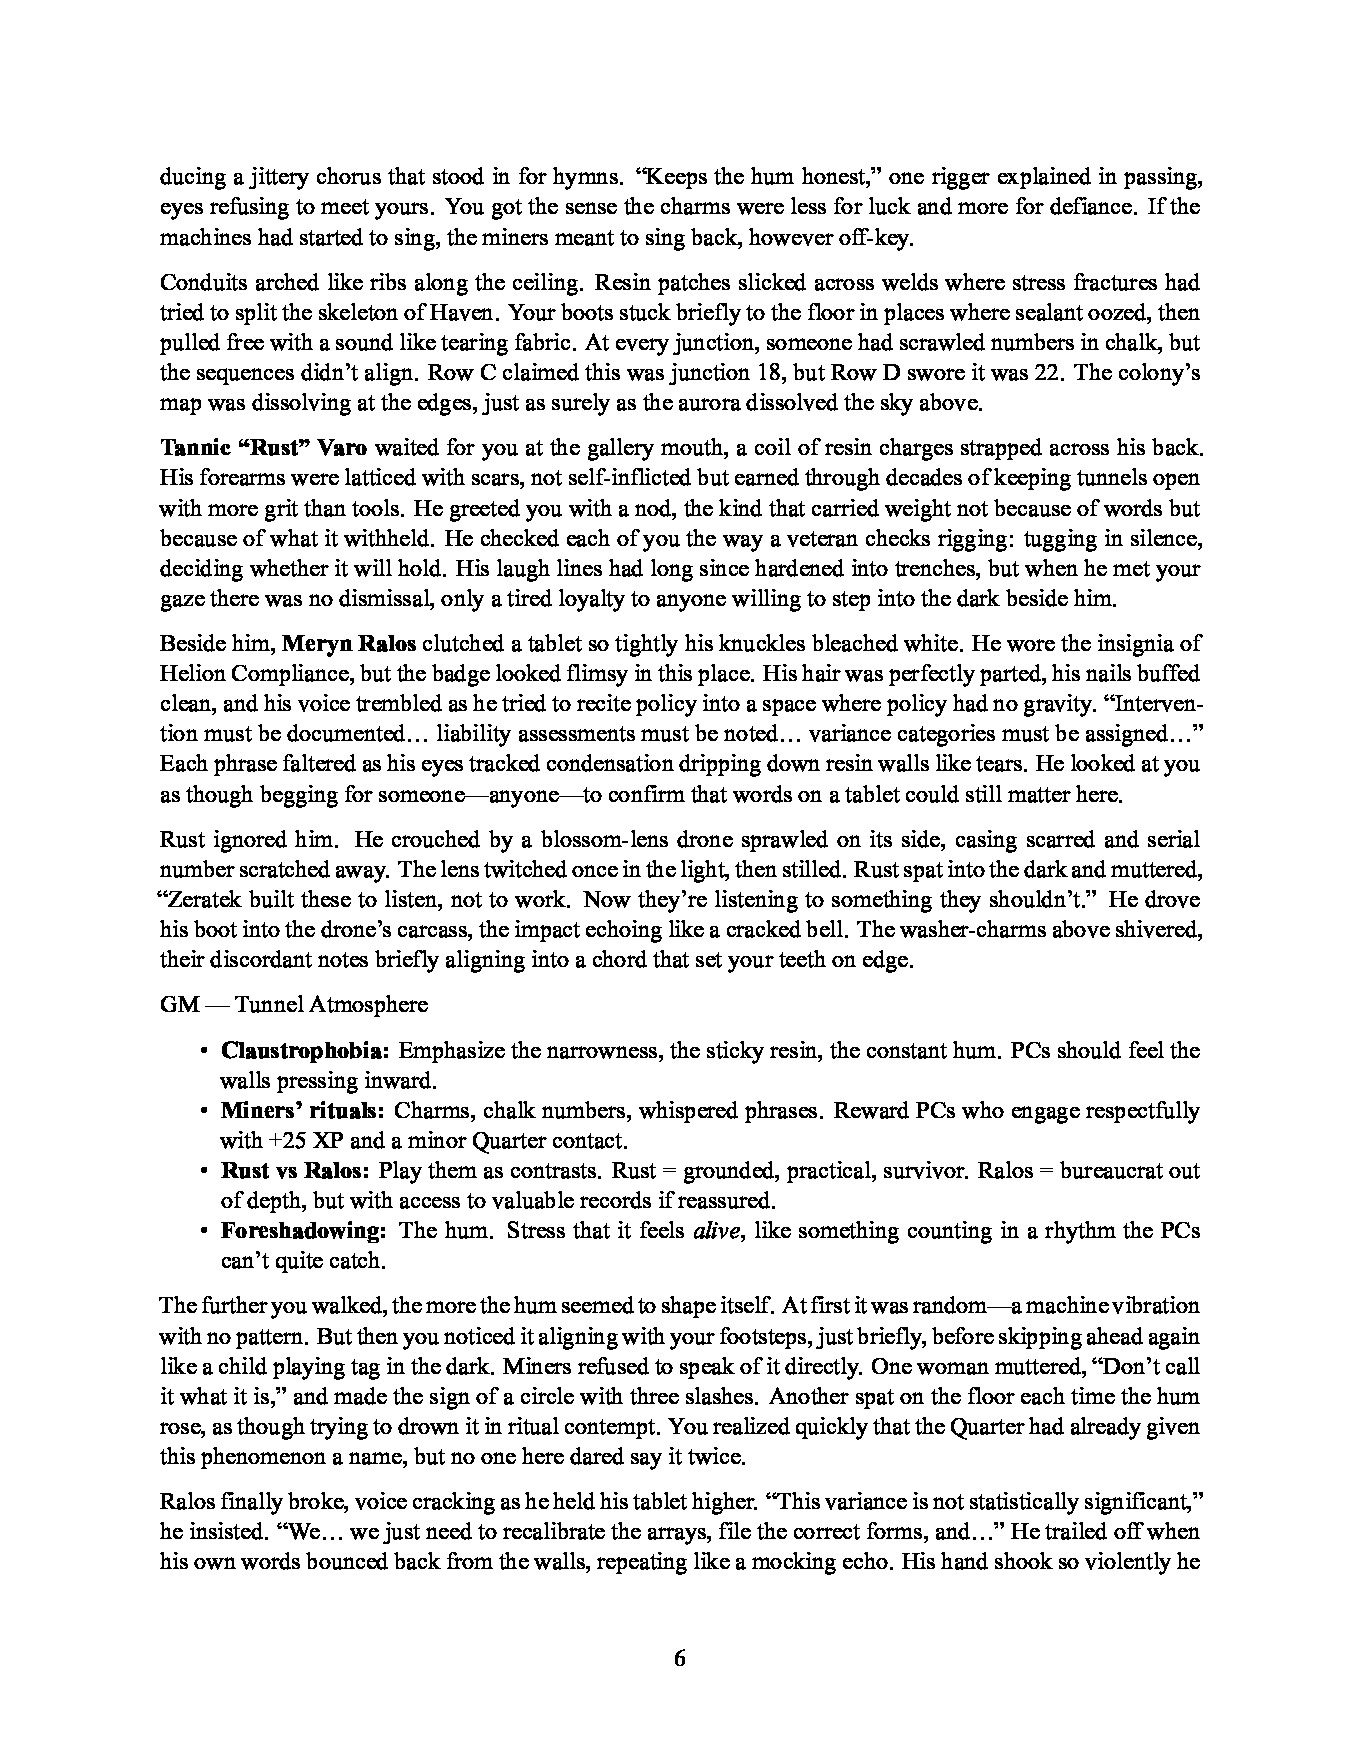 ducing a jittery chorus that stood in for hymns. “Keeps the hum honest,” one rigger explained in passing,
eyes refusing to meet yours. You got the sense the charms were less for luck and more for defiance. If the
machines had started to sing, the miners meant to sing back, however off-key.
Conduits arched like ribs along the ceiling. Resin patches slicked across welds where stress fractures had
tried to split the skeleton of Haven. Your boots stuck briefly to the floor in places where sealant oozed, then
pulled free with a sound like tearing fabric. At every junction, someone had scrawled numbers in chalk, but
the sequences didn’t align. Row C claimed this was junction 18, but Row D swore it was 22. The colony’s
map was dissolving at the edges, just as surely as the aurora dissolved the sky above.
Tannic “Rust” Varo waited for you at the gallery mouth, a coil of resin charges strapped across his back.
His forearms were latticed with scars, not self-inflicted but earned through decades of keeping tunnels open
with more grit than tools. He greeted you with a nod, the kind that carried weight not because of words but
because of what it withheld. He checked each of you the way a veteran checks rigging: tugging in silence,
deciding whether it will hold. His laugh lines had long since hardened into trenches, but when he met your
gaze there was no dismissal, only a tired loyalty to anyone willing to step into the dark beside him.
Beside him, Meryn Ralos clutched a tablet so tightly his knuckles bleached white. He wore the insignia of
Helion Compliance, but the badge looked flimsy in this place. His hair was perfectly parted, his nails buffed
clean, and his voice trembled as he tried to recite policy into a space where policy had no gravity. “Interven-
tion must be documented… liability assessments must be noted… variance categories must be assigned…”
Each phrase faltered as his eyes tracked condensation dripping down resin walls like tears. He looked at you
as though begging for someone—anyone—to confirm that words on a tablet could still matter here.
Rust ignored him. He crouched by a blossom-lens drone sprawled on its side, casing scarred and serial
number scratched away. The lens twitched once in the light, then stilled. Rust spat into the dark and muttered,
“Zeratek built these to listen, not to work. Now they’re listening to something they shouldn’t.” He drove
his boot into the drone’s carcass, the impact echoing like a cracked bell. The washer-charms above shivered,
their discordant notes briefly aligning into a chord that set your teeth on edge.
GM — Tunnel Atmosphere
• Claustrophobia: Emphasize the narrowness, the sticky resin, the constant hum. PCs should feel the
walls pressing inward.
• Miners’ rituals: Charms, chalk numbers, whispered phrases. Reward PCs who engage respectfully
with +25 XP and a minor Quarter contact.
• Rust vs Ralos: Play them as contrasts. Rust = grounded, practical, survivor. Ralos = bureaucrat out
of depth, but with access to valuable records if reassured.
• Foreshadowing: The hum. Stress that it feels alive, like something counting in a rhythm the PCs
can’t quite catch.
The further you walked, the more the hum seemed to shape itself. At first it was random—a machine vibration
with no pattern. But then you noticed it aligning with your footsteps, just briefly, before skipping ahead again
like a child playing tag in the dark. Miners refused to speak of it directly. One woman muttered, “Don’t call
it what it is,” and made the sign of a circle with three slashes. Another spat on the floor each time the hum
rose, as though trying to drown it in ritual contempt. You realized quickly that the Quarter had already given
this phenomenon a name, but no one here dared say it twice.
Ralos finally broke, voice cracking as he held his tablet higher. “This variance is not statistically significant,”
he insisted. “We… we just need to recalibrate the arrays, file the correct forms, and…” He trailed off when
his own words bounced back from the walls, repeating like a mocking echo. His hand shook so violently he
6